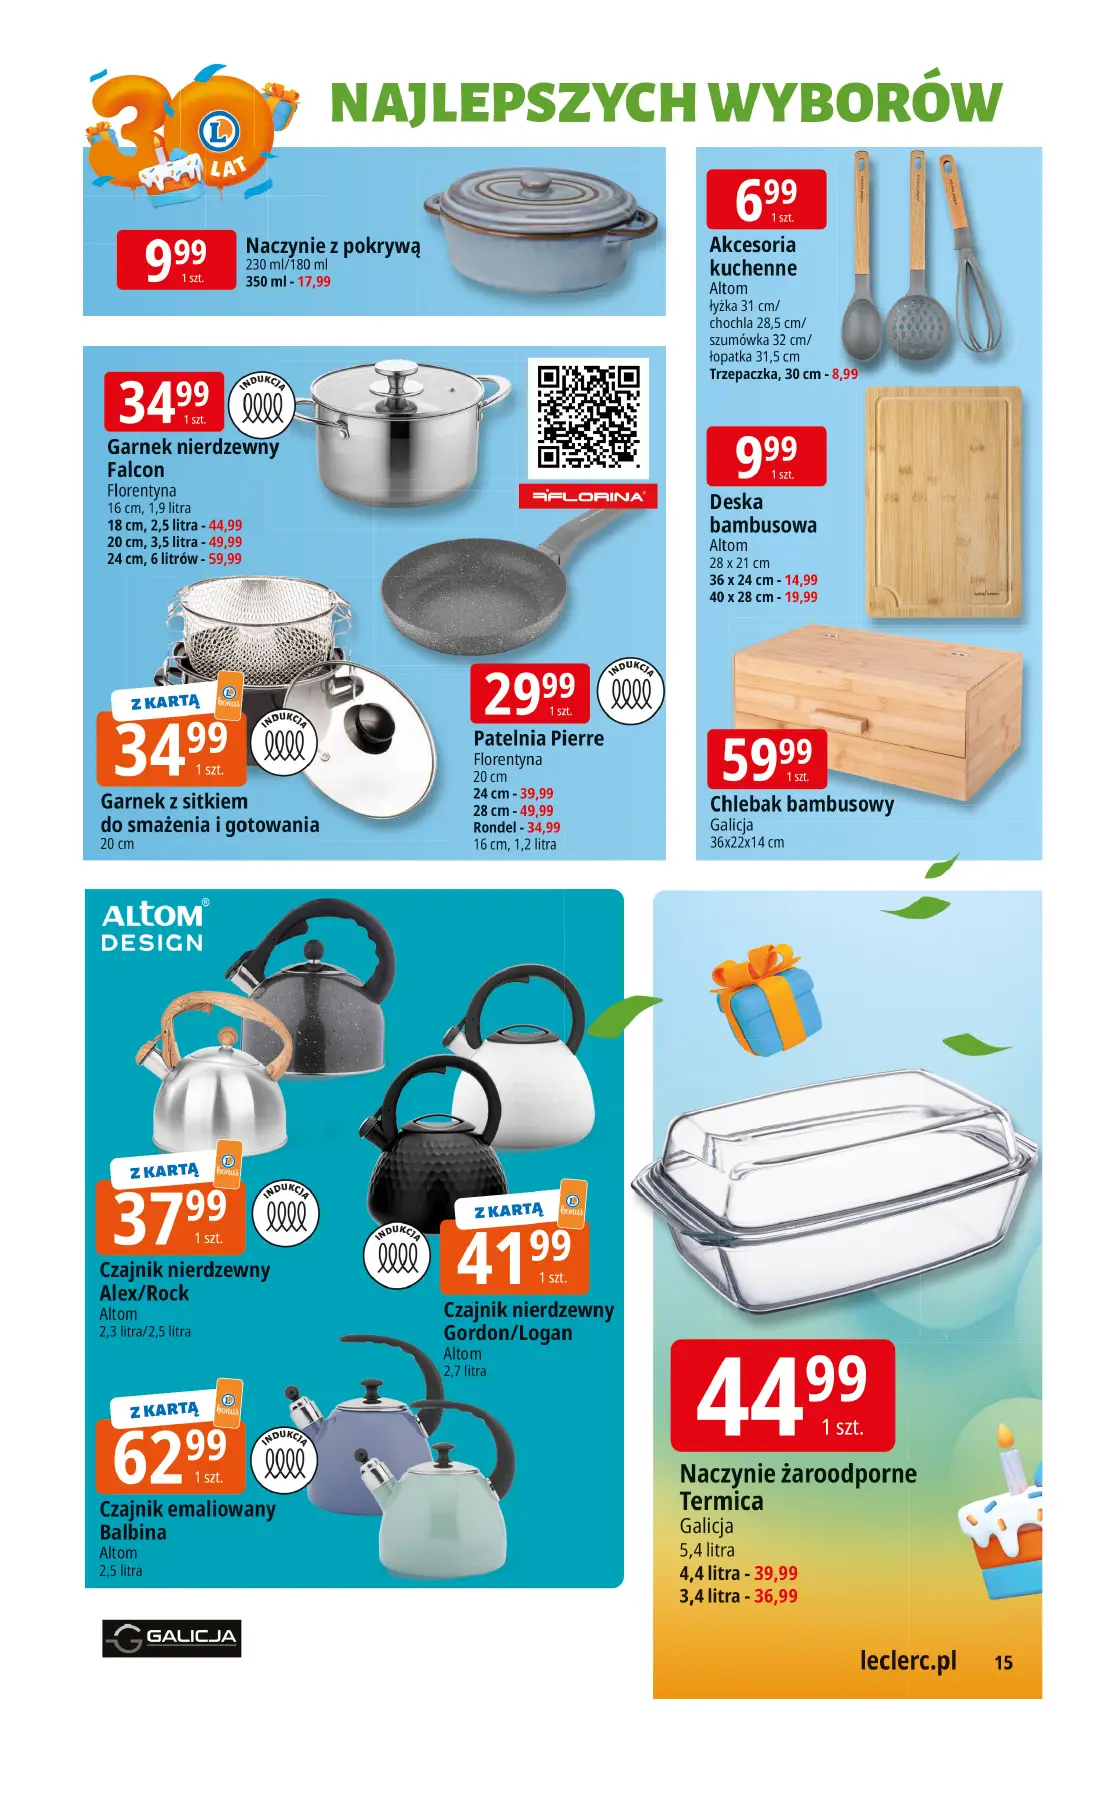 30 LAT
NAJLEPSZYCH WYBORÓW
9 99
1 szt.
Naczynie z pokrywą
230 ml/180 ml
350 ml - 17,99
6 99
1 szt.
Akcesoria
kuchenne
Altom
łyżka 31 cm/
chochla 28,5 cm/
szumówka 32 cm/
łopatka 31,5 cm
Trzepaczka, 30 cm - 8,99
34 99
1 szt.
INDUKCJA
Garnek nierdzewny
Falcon
Florentyna
16 cm, 1,9 litra
18 cm, 2,5 litra - 44,99
20 cm, 3,5 litra - 49,99
24 cm, 6 litrów - 59,99
FLORINA
9 99
1 szt.
Deska
bambusowa
Altom
28 x 21 cm
36 x 24 cm - 14,99
40 x 28 cm - 19,99
Z KARTĄ
bonus
34 99
1 szt.
INDUKCJA
Garnek z sitkiem
do smażenia i gotowania
20 cm
29 99
1 szt.
INDUKCJA
Patelnia Pierre
Florentyna
20 cm
24 cm - 39,99
28 cm - 49,99
Rondel - 34,99
16 cm, 1,2 litra
59 99
1 szt.
Chlebak bambusowy
Galicja
36x22x14 cm
ALTOM®
DESIGN
Z KARTĄ
bonus
37 99
1 szt.
INDUKCJA
Czajnik nierdzewny
Alex/Rock
Altom
2,3 litra/2,5 litra
INDUKCJA
Z KARTĄ
bonus
41 99
1 szt.
Czajnik nierdzewny
Gordon/Logan
Altom
2,7 litra
Z KARTĄ
bonus
62 99
1 szt.
INDUKCJA
Czajnik emaliowany
Balbina
Altom
2,5 litra
44 99
1 szt.
Naczynie żaroodporne
Termica
Galicja
5,4 litra
4,4 litra - 39,99
3,4 litra - 36,99
GALICJA
leclerc.pl 15